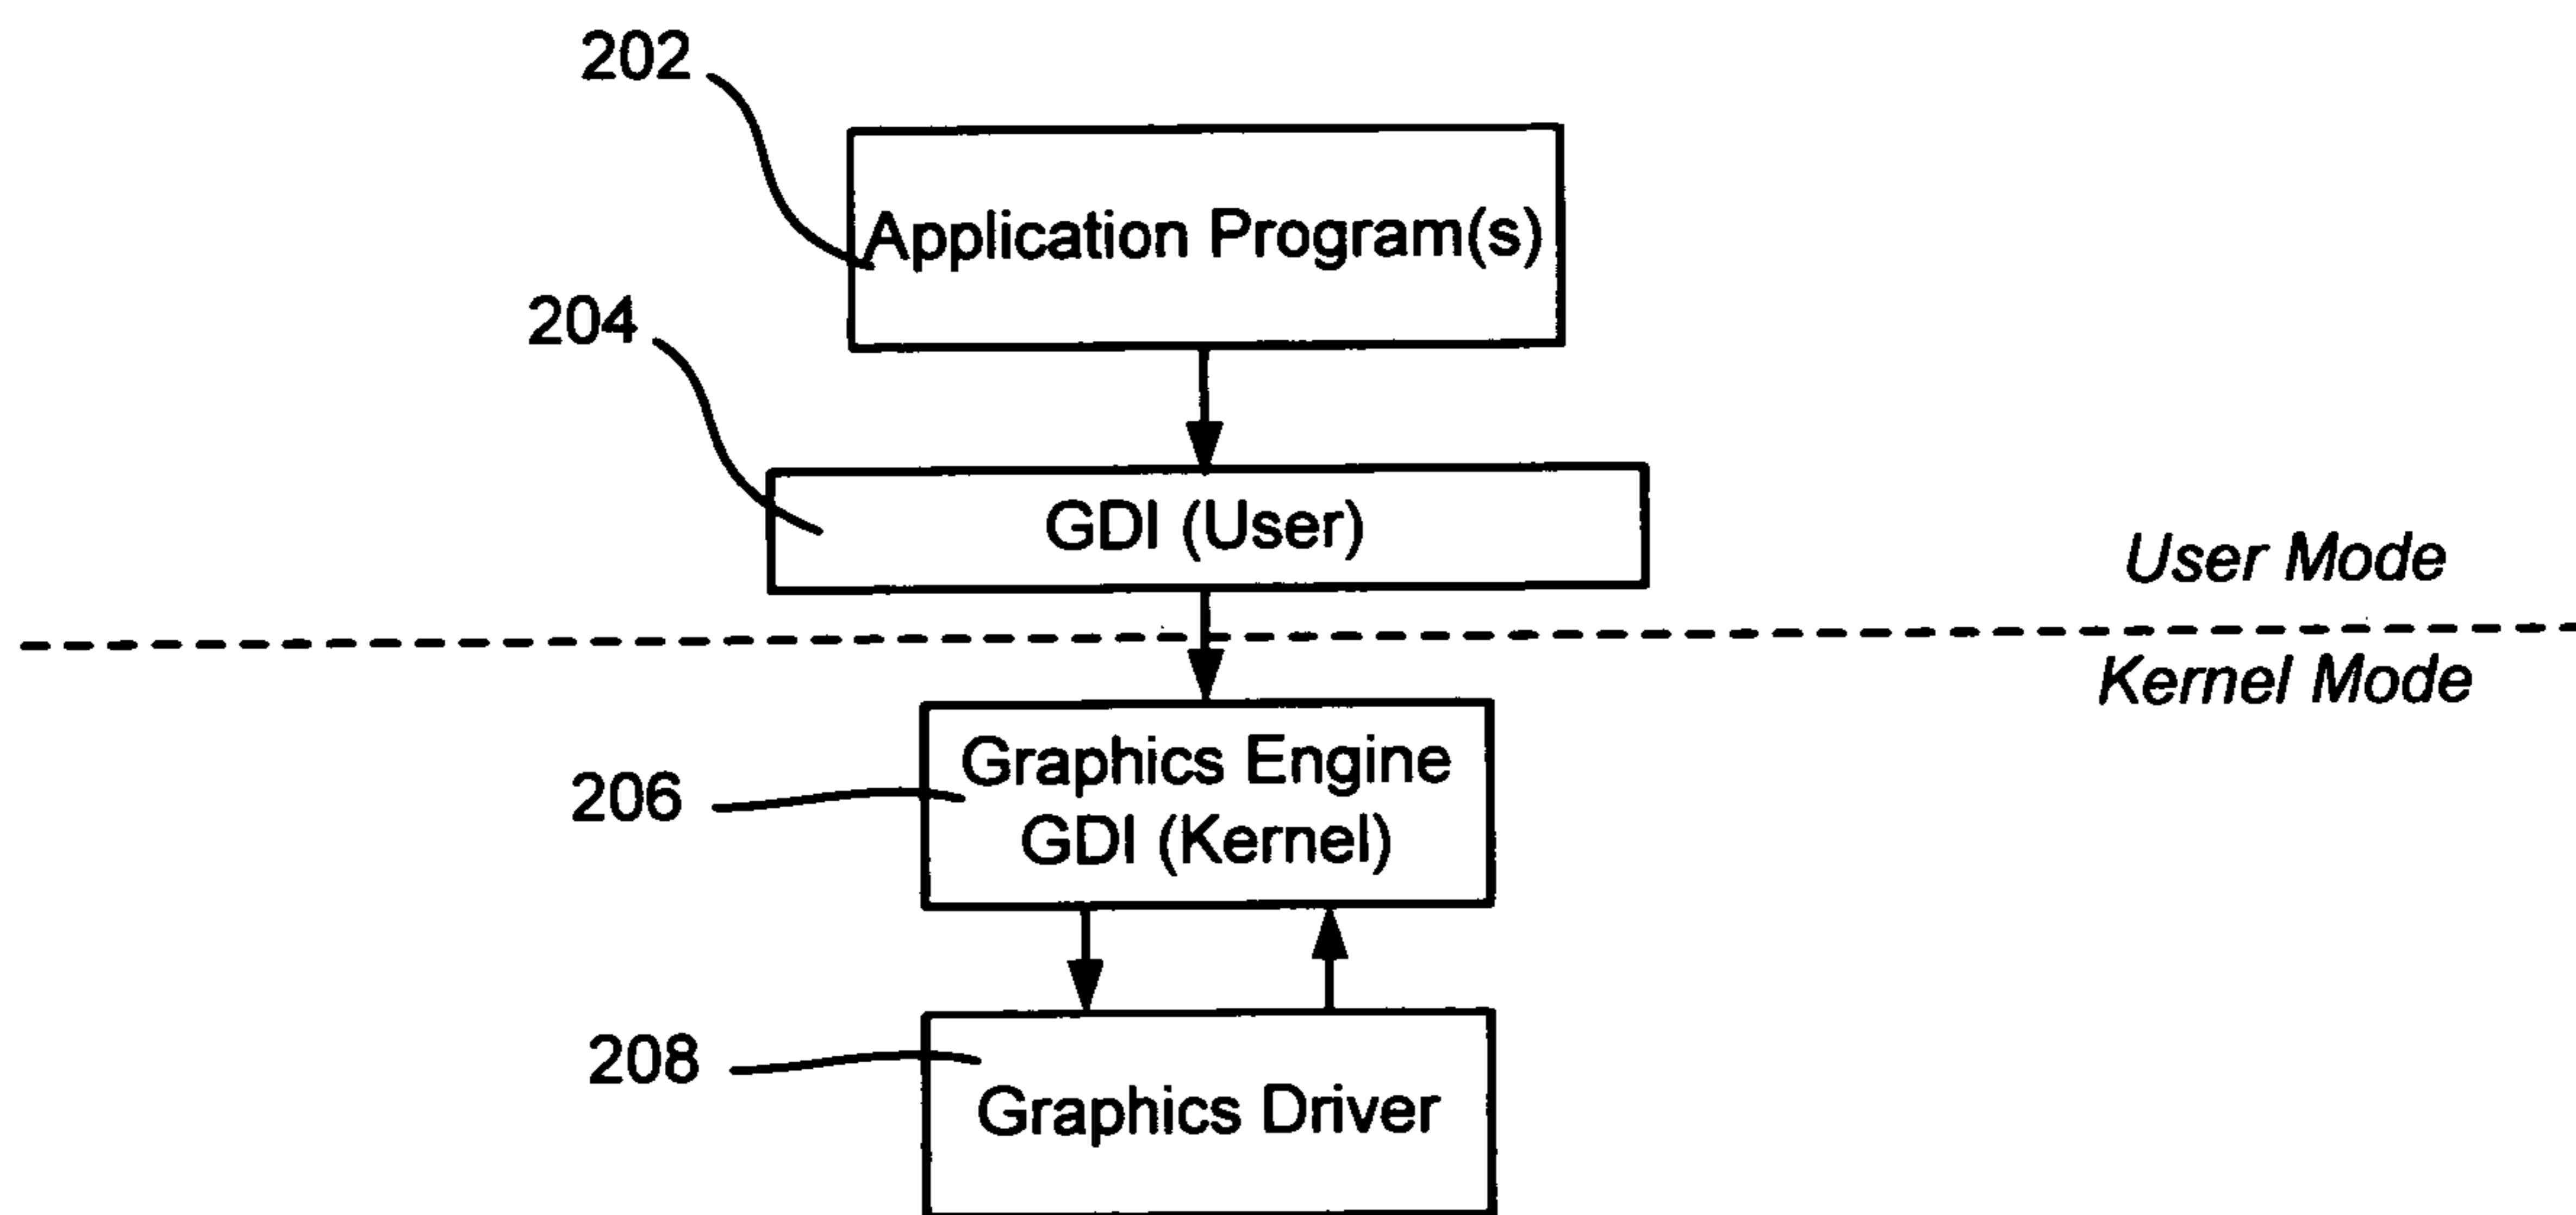 202
Application Program(s)
204
GDI (User)
User Mode
Kernel Mode
Graphics Engine
GDI (Kernel)
206
208
Graphics Driver